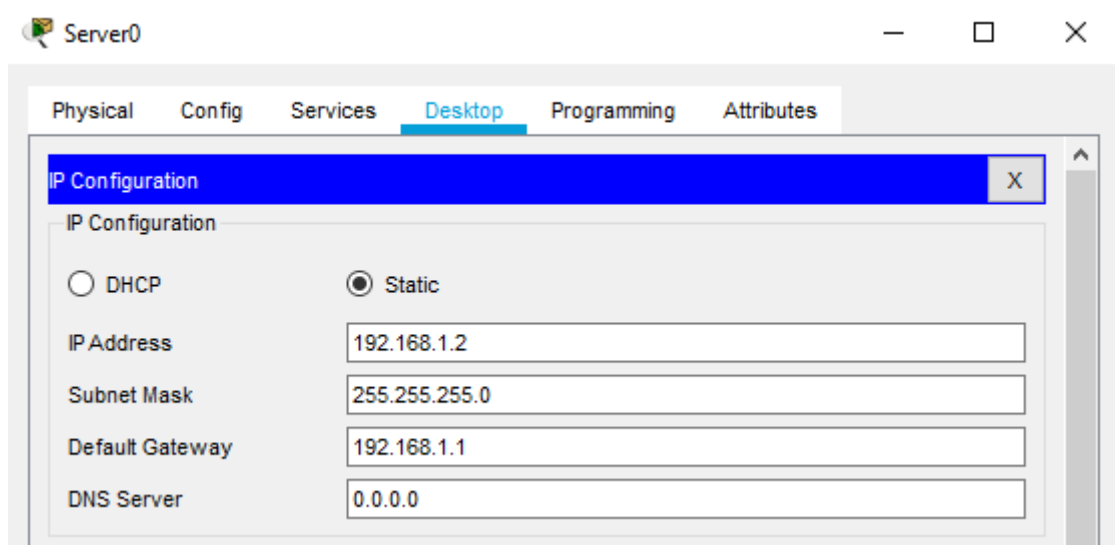 Server0
Physical Config Services Desktop Programming Attributes
IP Configuration X
IP Configuration
DHCP Static
IP Address 192.168.1.2
Subnet Mask 255.255.255.0
Default Gateway 192.168.1.1
DNS Server 0.0.0.0